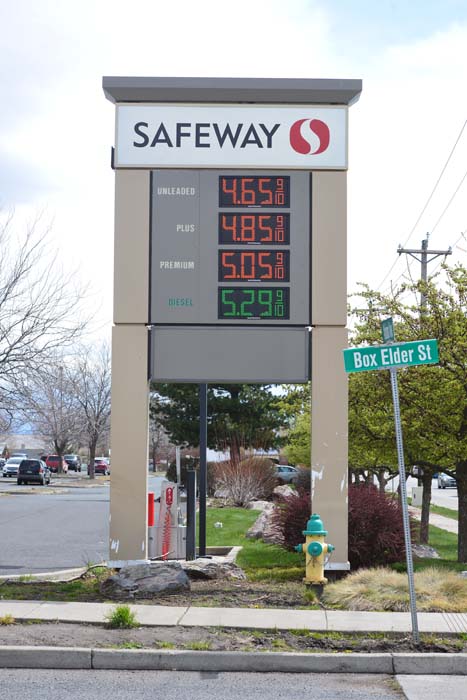 SAFEWAY
UNLEADED 4.65 9/10
PLUS 4.85 9/10
PREMIUM 5.05 9/10
DIESEL 5.29 9/10
Box Elder St